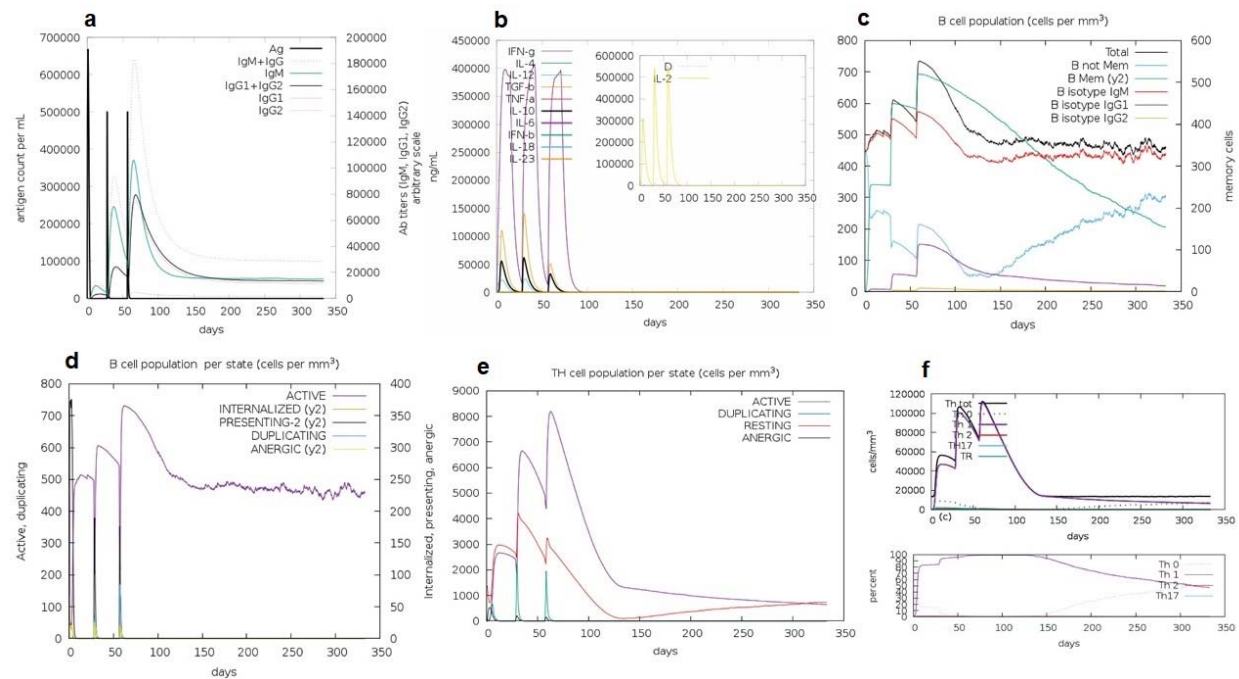 a
700000
600000
500000
400000
300000
200000
100000
0
antigen count per mL
Ag
IgM+IgG
IgM
IgG1+IgG2
IgG1
IgG2
200000
180000
160000
140000
120000
100000
80000
60000
40000
20000
0
Ab titers (IgM, IgG1, IgG2)
arbitrary scale
0 50 100 150 200 250 300 350
days
b
450000
400000
350000
300000
250000
200000
150000
100000
50000
0
ng/mL
IFN-g
IL-4
IL-12
TGF-b
TNF-a
IL-10
IL-6
IFN-b
IL-18
IL-23
600000
500000
400000
300000
200000
100000
0
D
IL-2
0 50 100 150 200 250 300 350
0 50 100 150 200 250 300 350
days
c
B cell population (cells per mm³)
800
700
600
500
400
300
200
100
0
Total
B not Mem
B Mem (y2)
B isotype IgM
B isotype IgG1
B isotype IgG2
600
500
400
300
200
100
0
memory cells
0 50 100 150 200 250 300 350
days
d
B cell population per state (cells per mm³)
800
700
600
500
400
300
200
100
0
Active, duplicating
ACTIVE
INTERNALIZED (y2)
PRESENTING-2 (y2)
DUPLICATING
ANERGIC (y2)
400
350
300
250
200
150
100
50
0
Internalized, presenting, anergic
0 50 100 150 200 250 300 350
days
e
TH cell population per state (cells per mm³)
9000
8000
7000
6000
5000
4000
3000
2000
1000
0
ACTIVE
DUPLICATING
RESTING
ANERGIC
0 50 100 150 200 250 300 350
days
f
120000
100000
80000
60000
40000
20000
0
cells/mm³
Th tot
Th 2
TH17
TR
(c)
0 50 100 150 200 250 300 350
days
100
90
80
70
60
50
40
30
20
10
0
percent
Th 0
Th 1
Th 2
Th17
0 50 100 150 200 250 300 350
days